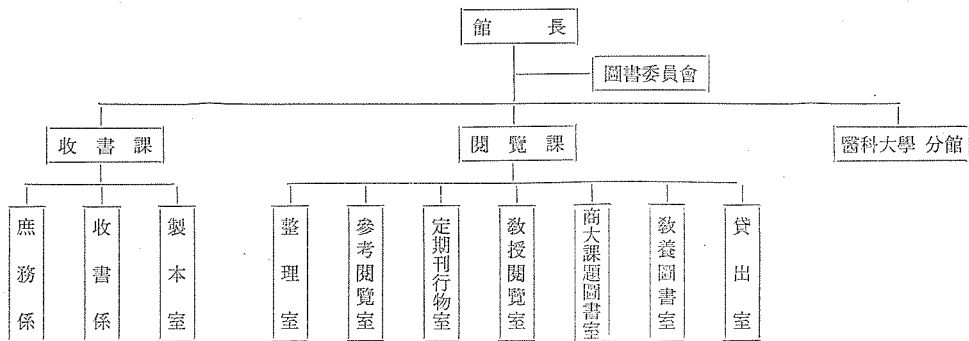 館長
圖書委員會
收書課
閱覽課
醫科大學 分館
庶務係
收書係
製本室
整理室
參考閱覽室
定期刊行物室
敎授閱覽室
商大課題圖書室
敎養圖書室
貸出室